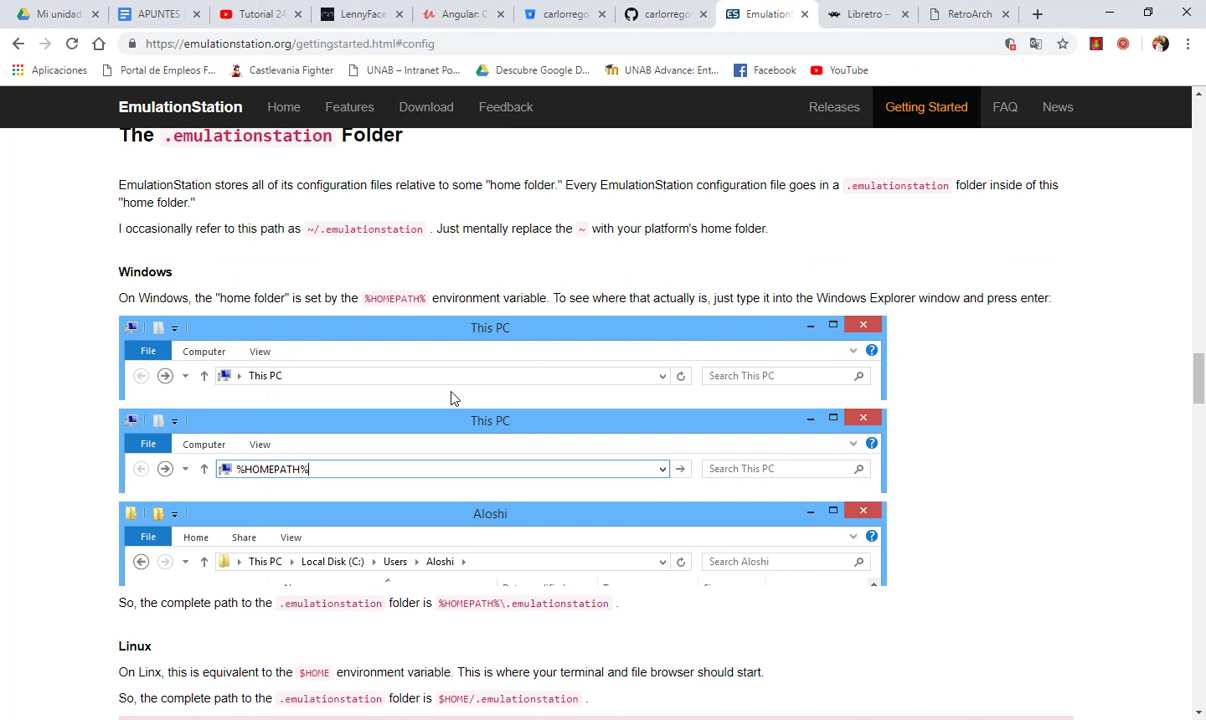 Mi unidad
APUNTES
Tutorial 24
LennyFace
Angular: C
carlorrego
carlorrego
EmulationS
Libretro –
RetroArch
https://emulationstation.org/gettingstarted.html#config
Aplicaciones
Portal de Empleos F...
Castlevania Fighter
UNAB – Intranet Po...
Descubre Google D...
UNAB Advance: Ent...
Facebook
YouTube
EmulationStation
Home
Features
Download
Feedback
Releases
Getting Started
FAQ
News
The .emulationstation Folder
EmulationStation stores all of its configuration files relative to some "home folder." Every EmulationStation configuration file goes in a .emulationstation folder inside of this
"home folder."
I occasionally refer to this path as ~/.emulationstation . Just mentally replace the ~ with your platform's home folder.
Windows
On Windows, the "home folder" is set by the %HOMEPATH% environment variable. To see where that actually is, just type it into the Windows Explorer window and press enter:
This PC
File Computer View
This PC Search This PC
This PC
File Computer View
%HOMEPATH% Search This PC
Aloshi
File Home Share View
This PC Local Disk (C:) Users Aloshi Search Aloshi
So, the complete path to the .emulationstation folder is %HOMEPATH%\.emulationstation .
Linux
On Linx, this is equivalent to the $HOME environment variable. This is where your terminal and file browser should start.
So, the complete path to the .emulationstation folder is $HOME/.emulationstation .